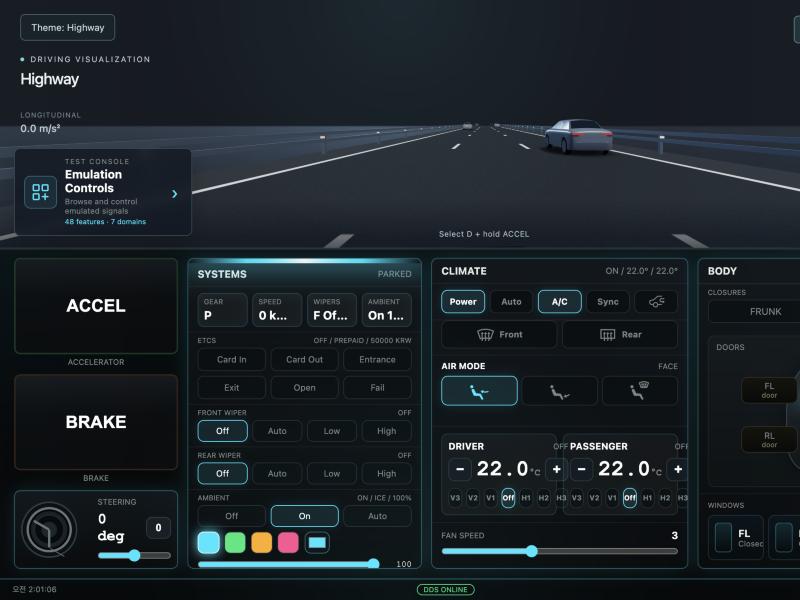 Theme: Highway
DRIVING VISUALIZATION
Highway
LONGITUDINAL
0.0 m/s²
TEST CONSOLE
Emulation
Controls
Browse and control
emulated signals
48 features · 7 domains
Select D + hold ACCEL
ACCEL
ACCELERATOR
BRAKE
BRAKE
STEERING
0
deg
0
SYSTEMS PARKED
GEAR SPEED WIPERS AMBIENT
P 0 k... F Of... On 1...
ETCS OFF / PREPAID / 50000 KRW
Card In Card Out Entrance
Exit Open Fail
FRONT WIPER OFF
Off Auto Low High
REAR WIPER OFF
Off Auto Low High
AMBIENT ON / ICE / 100%
Off On Auto
100
CLIMATE ON / 22.0° / 22.0°
Power Auto A/C Sync
Front Rear
AIR MODE FACE
DRIVER OFF
− 22.0 °C +
V3 V2 V1 Off H1 H2 H3
PASSENGER OFF
− 22.0 °C +
V3 V2 V1 Off H1 H2 H3
FAN SPEED 3
BODY
CLOSURES
FRUNK
DOORS
FL
door
RL
door
WINDOWS
FL
Closed
오전 2:01:06
DDS ONLINE